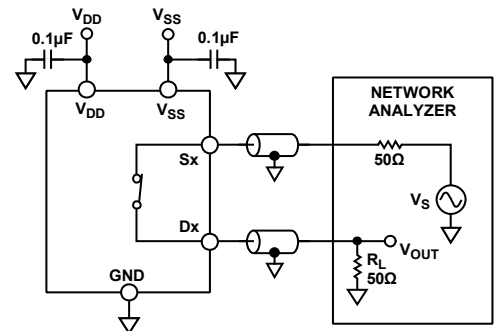 VDD
VSS
0.1µF
0.1µF
VDD
VSS
NETWORK
ANALYZER
Sx
50Ω
VS
Dx
VOUT
RL
50Ω
GND